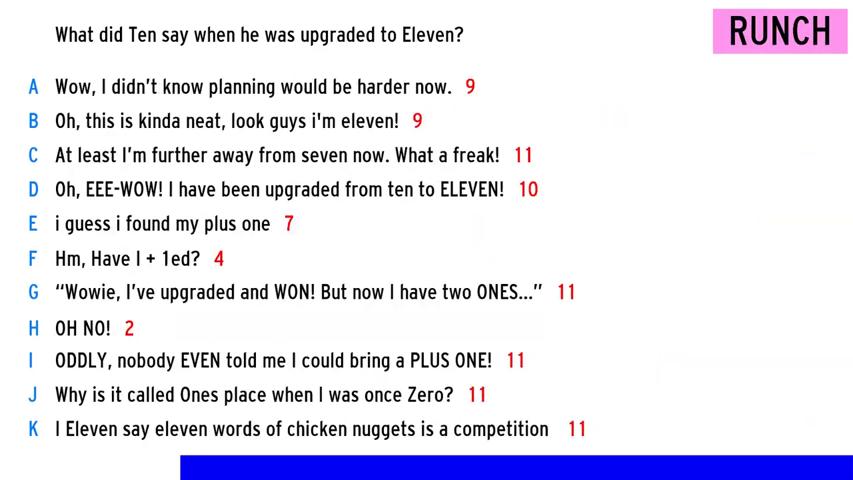 What did Ten say when he was upgraded to Eleven?
RUNCH
A Wow, I didn't know planning would be harder now. 9
B Oh, this is kinda neat, look guys i'm eleven! 9
C At least I'm further away from seven now. What a freak! 11
D Oh, EEE-WOW! I have been upgraded from ten to ELEVEN! 10
E i guess i found my plus one 7
F Hm, Have I + 1ed? 4
G “Wowie, I've upgraded and WON! But now I have two ONES...” 11
H OH NO! 2
I ODDLY, nobody EVEN told me I could bring a PLUS ONE! 11
J Why is it called Ones place when I was once Zero? 11
K I Eleven say eleven words of chicken nuggets is a competition 11